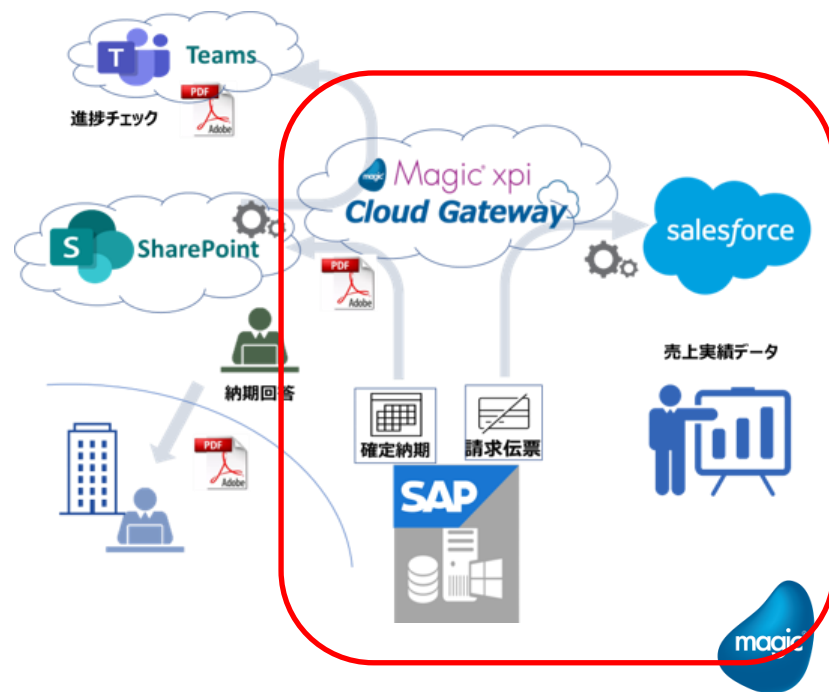 T
Teams
進捗チェック
PDF
Adobe
magic
Magic xpi
Cloud Gateway
S
SharePoint
PDF
Adobe
salesforce
納期回答
売上実績データ
PDF
Adobe
確定納期
請求伝票
SAP
magic